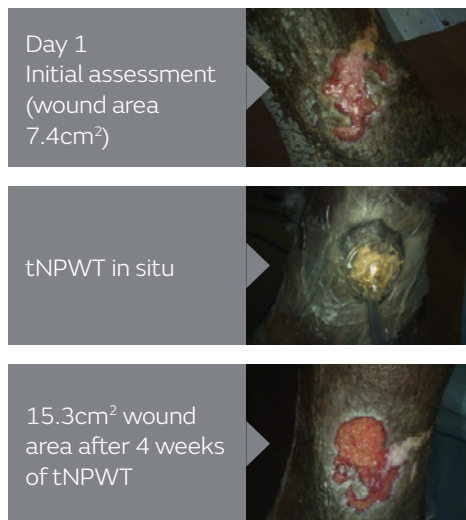 Day 1
Initial assessment
(wound area
7.4cm²)
tNPWT in situ
15.3cm² wound
area after 4 weeks
of tNPWT